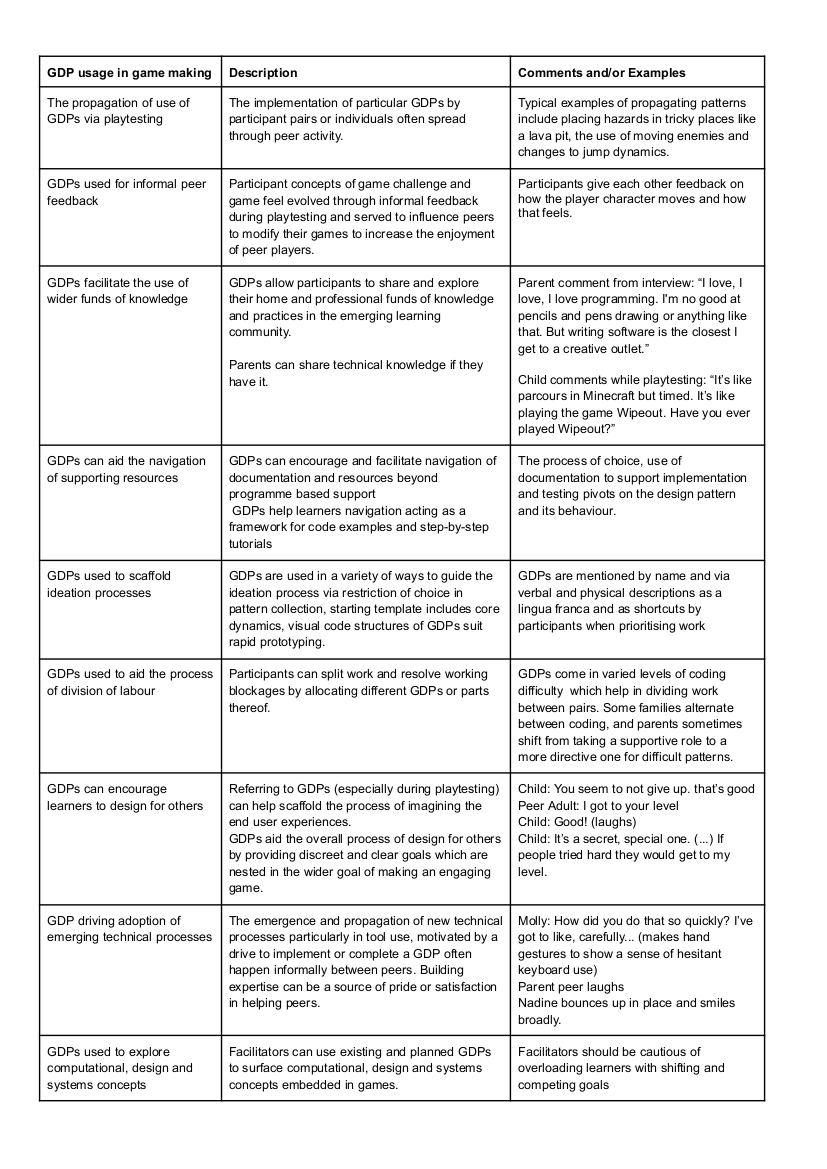 GDP usage in game making
Description
Comments and/or Examples
The propagation of use of
GDPs via playtesting
The implementation of particular GDPs by
participant pairs or individuals often spread
through peer activity.
Typical examples of propagating patterns
include placing hazards in tricky places like
a lava pit, the use of moving enemies and
changes to jump dynamics.
GDPs used for informal peer
feedback
Participant concepts of game challenge and
game feel evolved through informal feedback
during playtesting and served to influence peers
to modify their games to increase the enjoyment
of peer players.
Participants give each other feedback on
how the player character moves and how
that feels.
GDPs facilitate the use of
wider funds of knowledge
GDPs allow participants to share and explore
their home and professional funds of knowledge
and practices in the emerging learning
community.
Parents can share technical knowledge if they
have it.
Parent comment from interview: “I love, I
love, I love programming. I'm no good at
pencils and pens drawing or anything like
that. But writing software is the closest I
get to a creative outlet.”
Child comments while playtesting: “It’s like
parcours in Minecraft but timed. It’s like
playing the game Wipeout. Have you ever
played Wipeout?”
GDPs can aid the navigation
of supporting resources
GDPs can encourage and facilitate navigation of
documentation and resources beyond
programme based support
GDPs help learners navigation acting as a
framework for code examples and step-by-step
tutorials
The process of choice, use of
documentation to support implementation
and testing pivots on the design pattern
and its behaviour.
GDPs used to scaffold
ideation processes
GDPs are used in a variety of ways to guide the
ideation process via restriction of choice in
pattern collection, starting template includes core
dynamics, visual code structures of GDPs suit
rapid prototyping.
GDPs are mentioned by name and via
verbal and physical descriptions as a
lingua franca and as shortcuts by
participants when prioritising work
GDPs used to aid the process
of division of labour
Participants can split work and resolve working
blockages by allocating different GDPs or parts
thereof.
GDPs come in varied levels of coding
difficulty which help in dividing work
between pairs. Some families alternate
between coding, and parents sometimes
shift from taking a supportive role to a
more directive one for difficult patterns.
GDPs can encourage
learners to design for others
Referring to GDPs (especially during playtesting)
can help scaffold the process of imagining the
end user experiences.
GDPs aid the overall process of design for others
by providing discreet and clear goals which are
nested in the wider goal of making an engaging
game.
Child: You seem to not give up. that’s good
Peer Adult: I got to your level
Child: Good! (laughs)
Child: It’s a secret, special one. (...) If
people tried hard they would get to my
level.
GDP driving adoption of
emerging technical processes
The emergence and propagation of new technical
processes particularly in tool use, motivated by a
drive to implement or complete a GDP often
happen informally between peers. Building
expertise can be a source of pride or satisfaction
in helping peers.
Molly: How did you do that so quickly? I’ve
got to like, carefully... (makes hand
gestures to show a sense of hesitant
keyboard use)
Parent peer laughs
Nadine bounces up in place and smiles
broadly.
GDPs used to explore
computational, design and
systems concepts
Facilitators can use existing and planned GDPs
to surface computational, design and systems
concepts embedded in games.
Facilitators should be cautious of
overloading learners with shifting and
competing goals